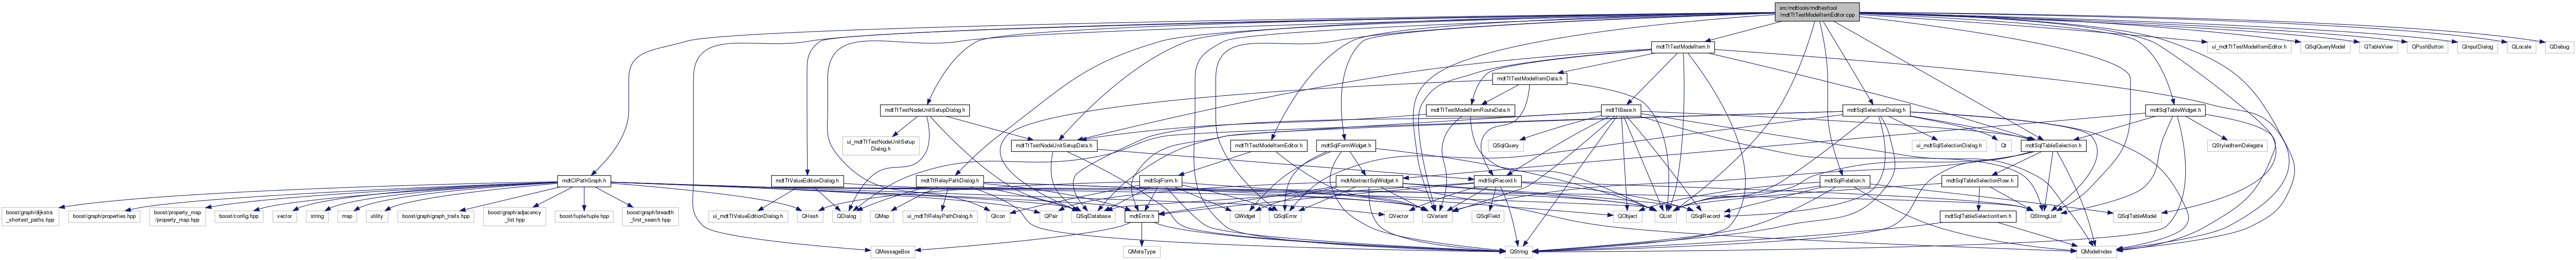 src/mdttools/mdttesttool
/mdtTtTestModelItemEditor.cpp
mdtTtTestModelItem.h
ui_mdtTtTestModelItemEditor.h
QSqlQueryModel
QTableView
QPushButton
QInputDialog
QLocale
QDebug
mdtTtTestModelItemData.h
mdtTtTestNodeUnitSetupDialog.h
mdtTtTestModelItemRouteData.h
mdtTtBase.h
mdtSqlSelectionDialog.h
mdtSqlTableWidget.h
ui_mdtTtTestNodeUnitSetup
Dialog.h
mdtTtTestNodeUnitSetupData.h
mdtTtTestModelItemEditor.h
mdtSqlFormWidget.h
QSqlQuery
ui_mdtSqlSelectionDialog.h
Qt
mdtSqlTableSelection.h
QStyledItemDelegate
mdtClPathGraph.h
mdtTtValueEditionDialog.h
mdtTtRelayPathDialog.h
mdtSqlForm.h
mdtAbstractSqlWidget.h
mdtSqlRecord.h
mdtSqlRelation.h
mdtSqlTableSelectionRow.h
boost/graph/dijkstra
_shortest_paths.hpp
boost/graph/properties.hpp
boost/property_map
/property_map.hpp
boost/config.hpp
vector
string
map
utility
boost/graph/graph_traits.hpp
boost/graph/adjacency
_list.hpp
boost/tuple/tuple.hpp
boost/graph/breadth
_first_search.hpp
ui_mdtTtValueEditionDialog.h
QHash
QDialog
QMap
ui_mdtTtRelayPathDialog.h
QIcon
QPair
QSqlDatabase
mdtError.h
QWidget
QSqlError
QVector
QVariant
QSqlField
QObject
QList
QSqlRecord
QStringList
mdtSqlTableSelectionItem.h
QSqlTableModel
QMessageBox
QMetaType
QString
QModelIndex